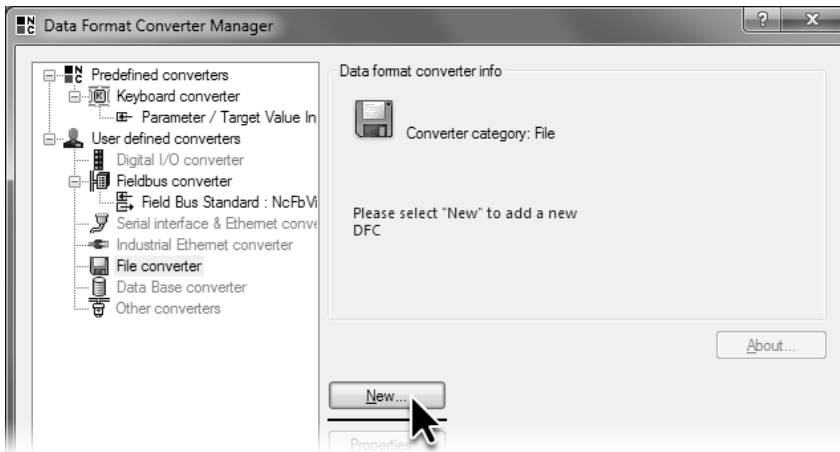 Data Format Converter Manager
Predefined converters
Keyboard converter
Parameter / Target Value In
User defined converters
Digital I/O converter
Fieldbus converter
Field Bus Standard : NcFbVi
Serial interface & Ethernet conve
Industrial Ethernet converter
File converter
Data Base converter
Other converters
Data format converter info
Converter category: File
Please select "New" to add a new
DFC
About...
New...
Properties